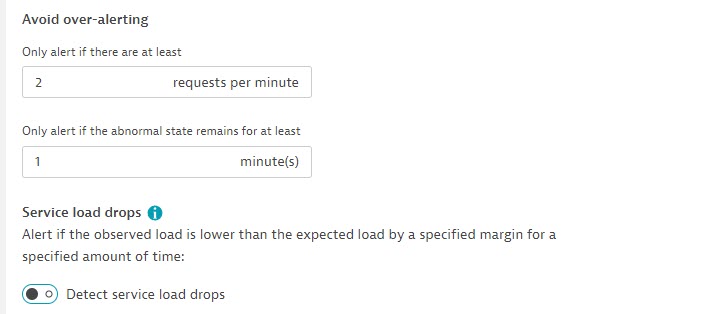 Avoid over-alerting
Only alert if there are at least
2 requests per minute
Only alert if the abnormal state remains for at least
1 minute(s)
Service load drops
Alert if the observed load is lower than the expected load by a specified margin for a
specified amount of time:
Detect service load drops